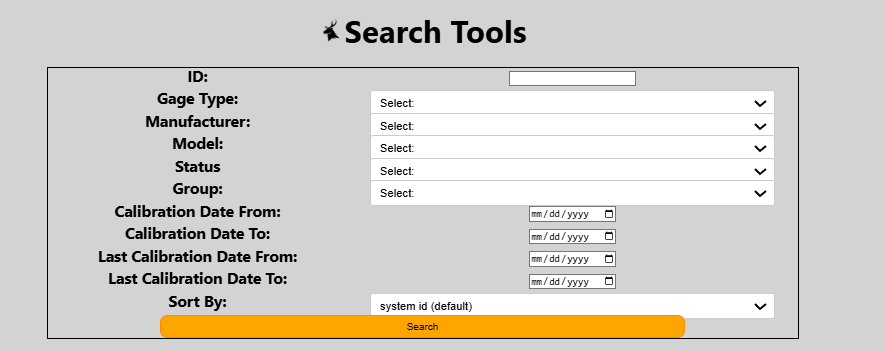 Search Tools
ID:
Gage Type: Select:
Manufacturer: Select:
Model: Select:
Status Select:
Group: Select:
Calibration Date From: mm/dd/yyyy
Calibration Date To: mm/dd/yyyy
Last Calibration Date From: mm/dd/yyyy
Last Calibration Date To: mm/dd/yyyy
Sort By: system id (default)
Search